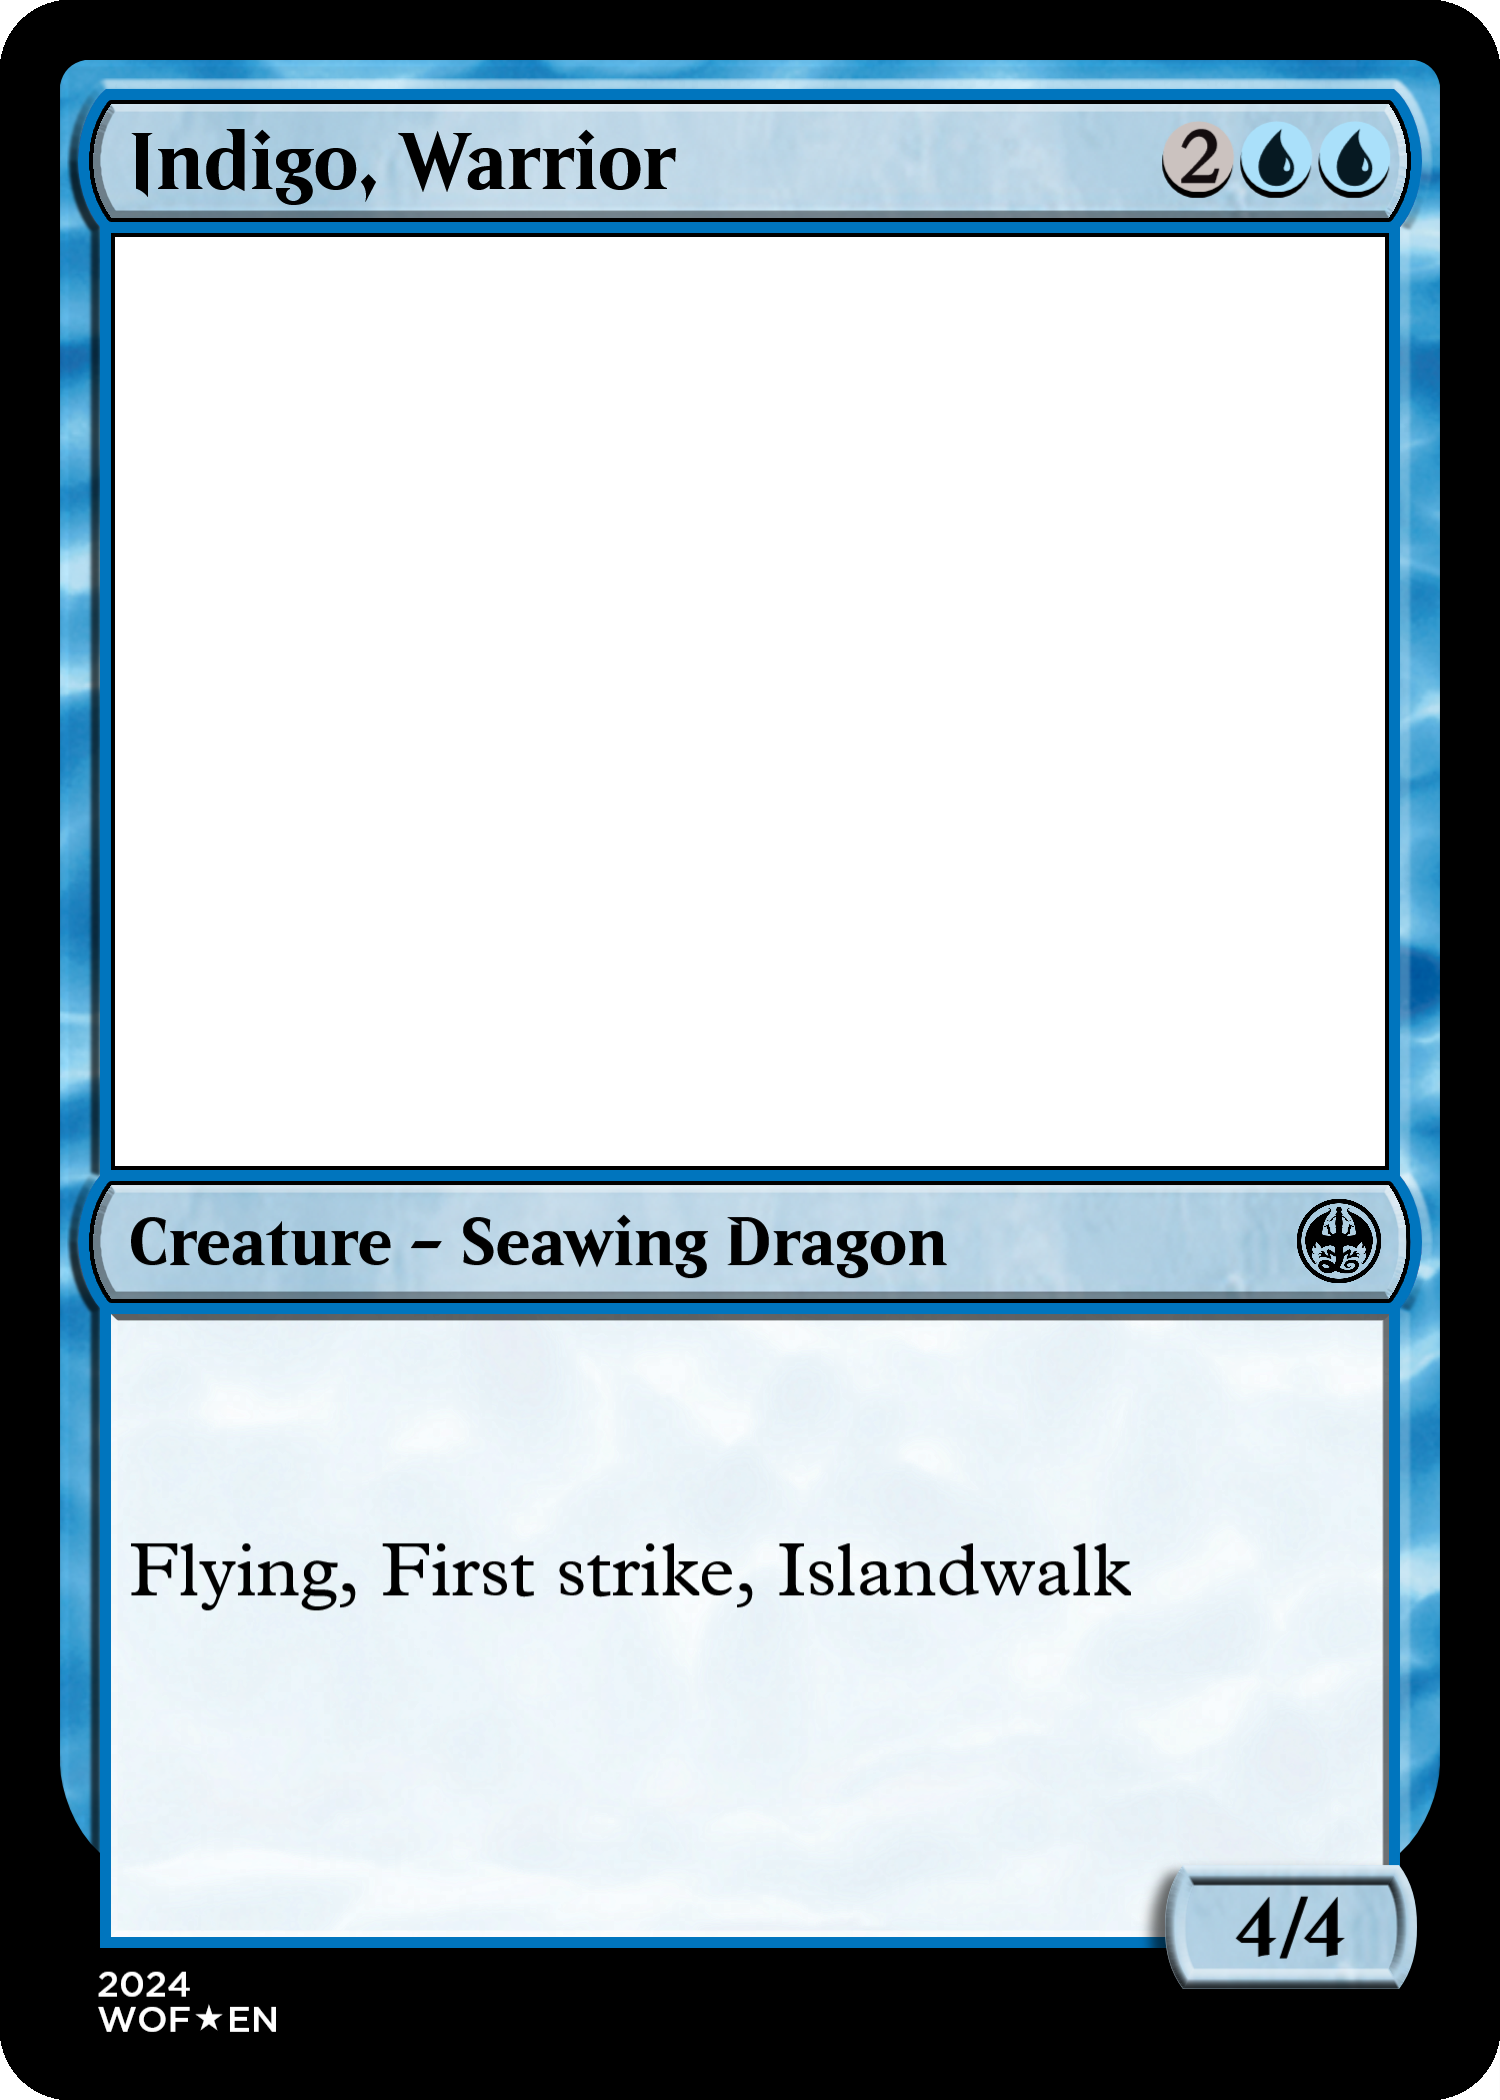 Indigo, Warrior 2
Creature – Seawing Dragon
Flying, First strike, Islandwalk
4/4
2024
WOF★EN